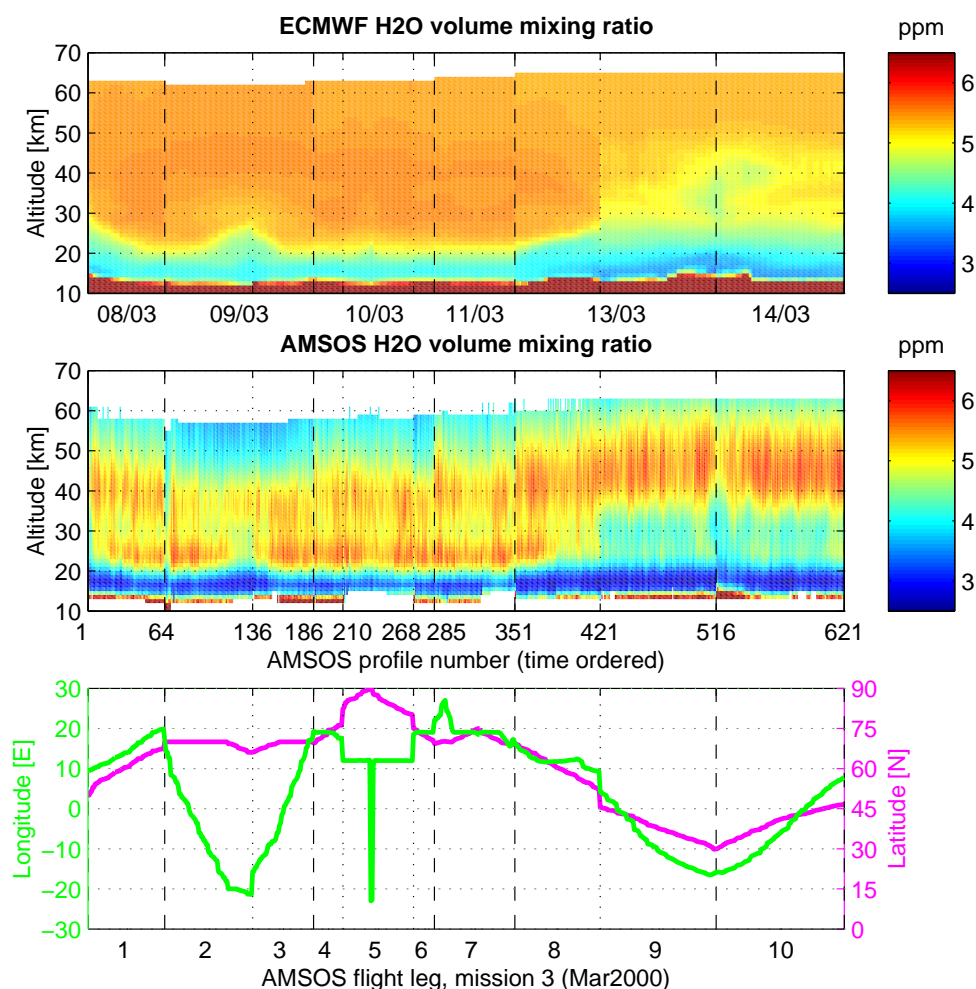 ECMWF H2O volume mixing ratio
ppm
70
60
50
40
30
20
10
Altitude [km]
6
5
4
3
08/03 09/03 10/03 11/03 13/03 14/03
AMSOS H2O volume mixing ratio
ppm
70
60
50
40
30
20
10
Altitude [km]
6
5
4
3
1 64 136 186 210 268 285 351 421 516 621
AMSOS profile number (time ordered)
30
20
10
0
−10
−20
−30
Longitude [E]
90
75
60
45
30
15
0
Latitude [N]
1 2 3 4 5 6 7 8 9 10
AMSOS flight leg, mission 3 (Mar2000)